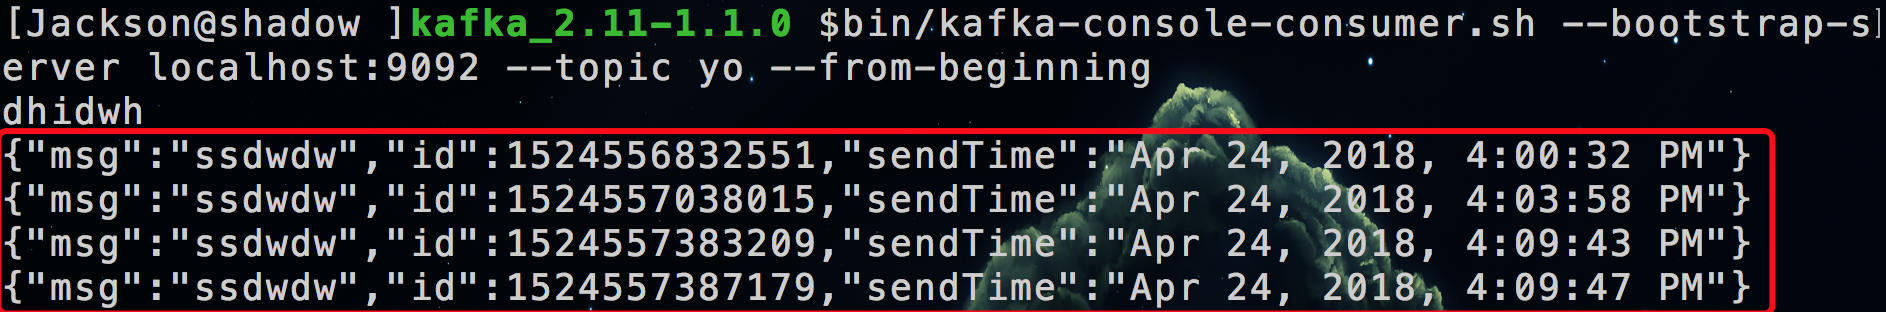 [Jackson@shadow ]kafka_2.11-1.1.0 $bin/kafka-console-consumer.sh --bootstrap-s]
erver localhost:9092 --topic yo --from-beginning
dhidwh
{"msg":"ssdwdw","id":1524556832551,"sendTime":"Apr 24, 2018, 4:00:32 PM"}
{"msg":"ssdwdw","id":1524557038015,"sendTime":"Apr 24, 2018, 4:03:58 PM"}
{"msg":"ssdwdw","id":1524557383209,"sendTime":"Apr 24, 2018, 4:09:43 PM"}
{"msg":"ssdwdw","id":1524557387179,"sendTime":"Apr 24, 2018, 4:09:47 PM"}